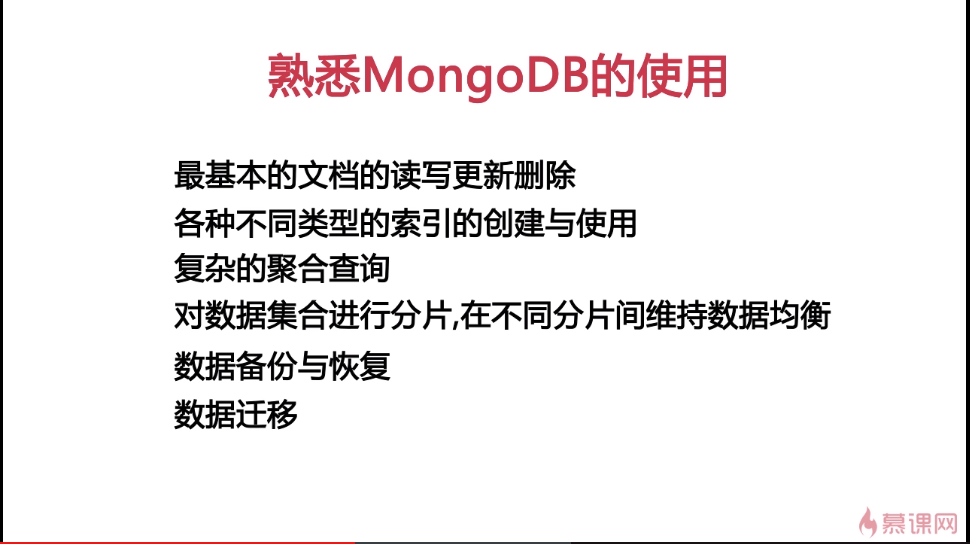 熟悉MongoDB的使用
最基本的文档的读写更新删除
各种不同类型的索引的创建与使用
复杂的聚合查询
对数据集合进行分片,在不同分片间维持数据均衡
数据备份与恢复
数据迁移
慕课网